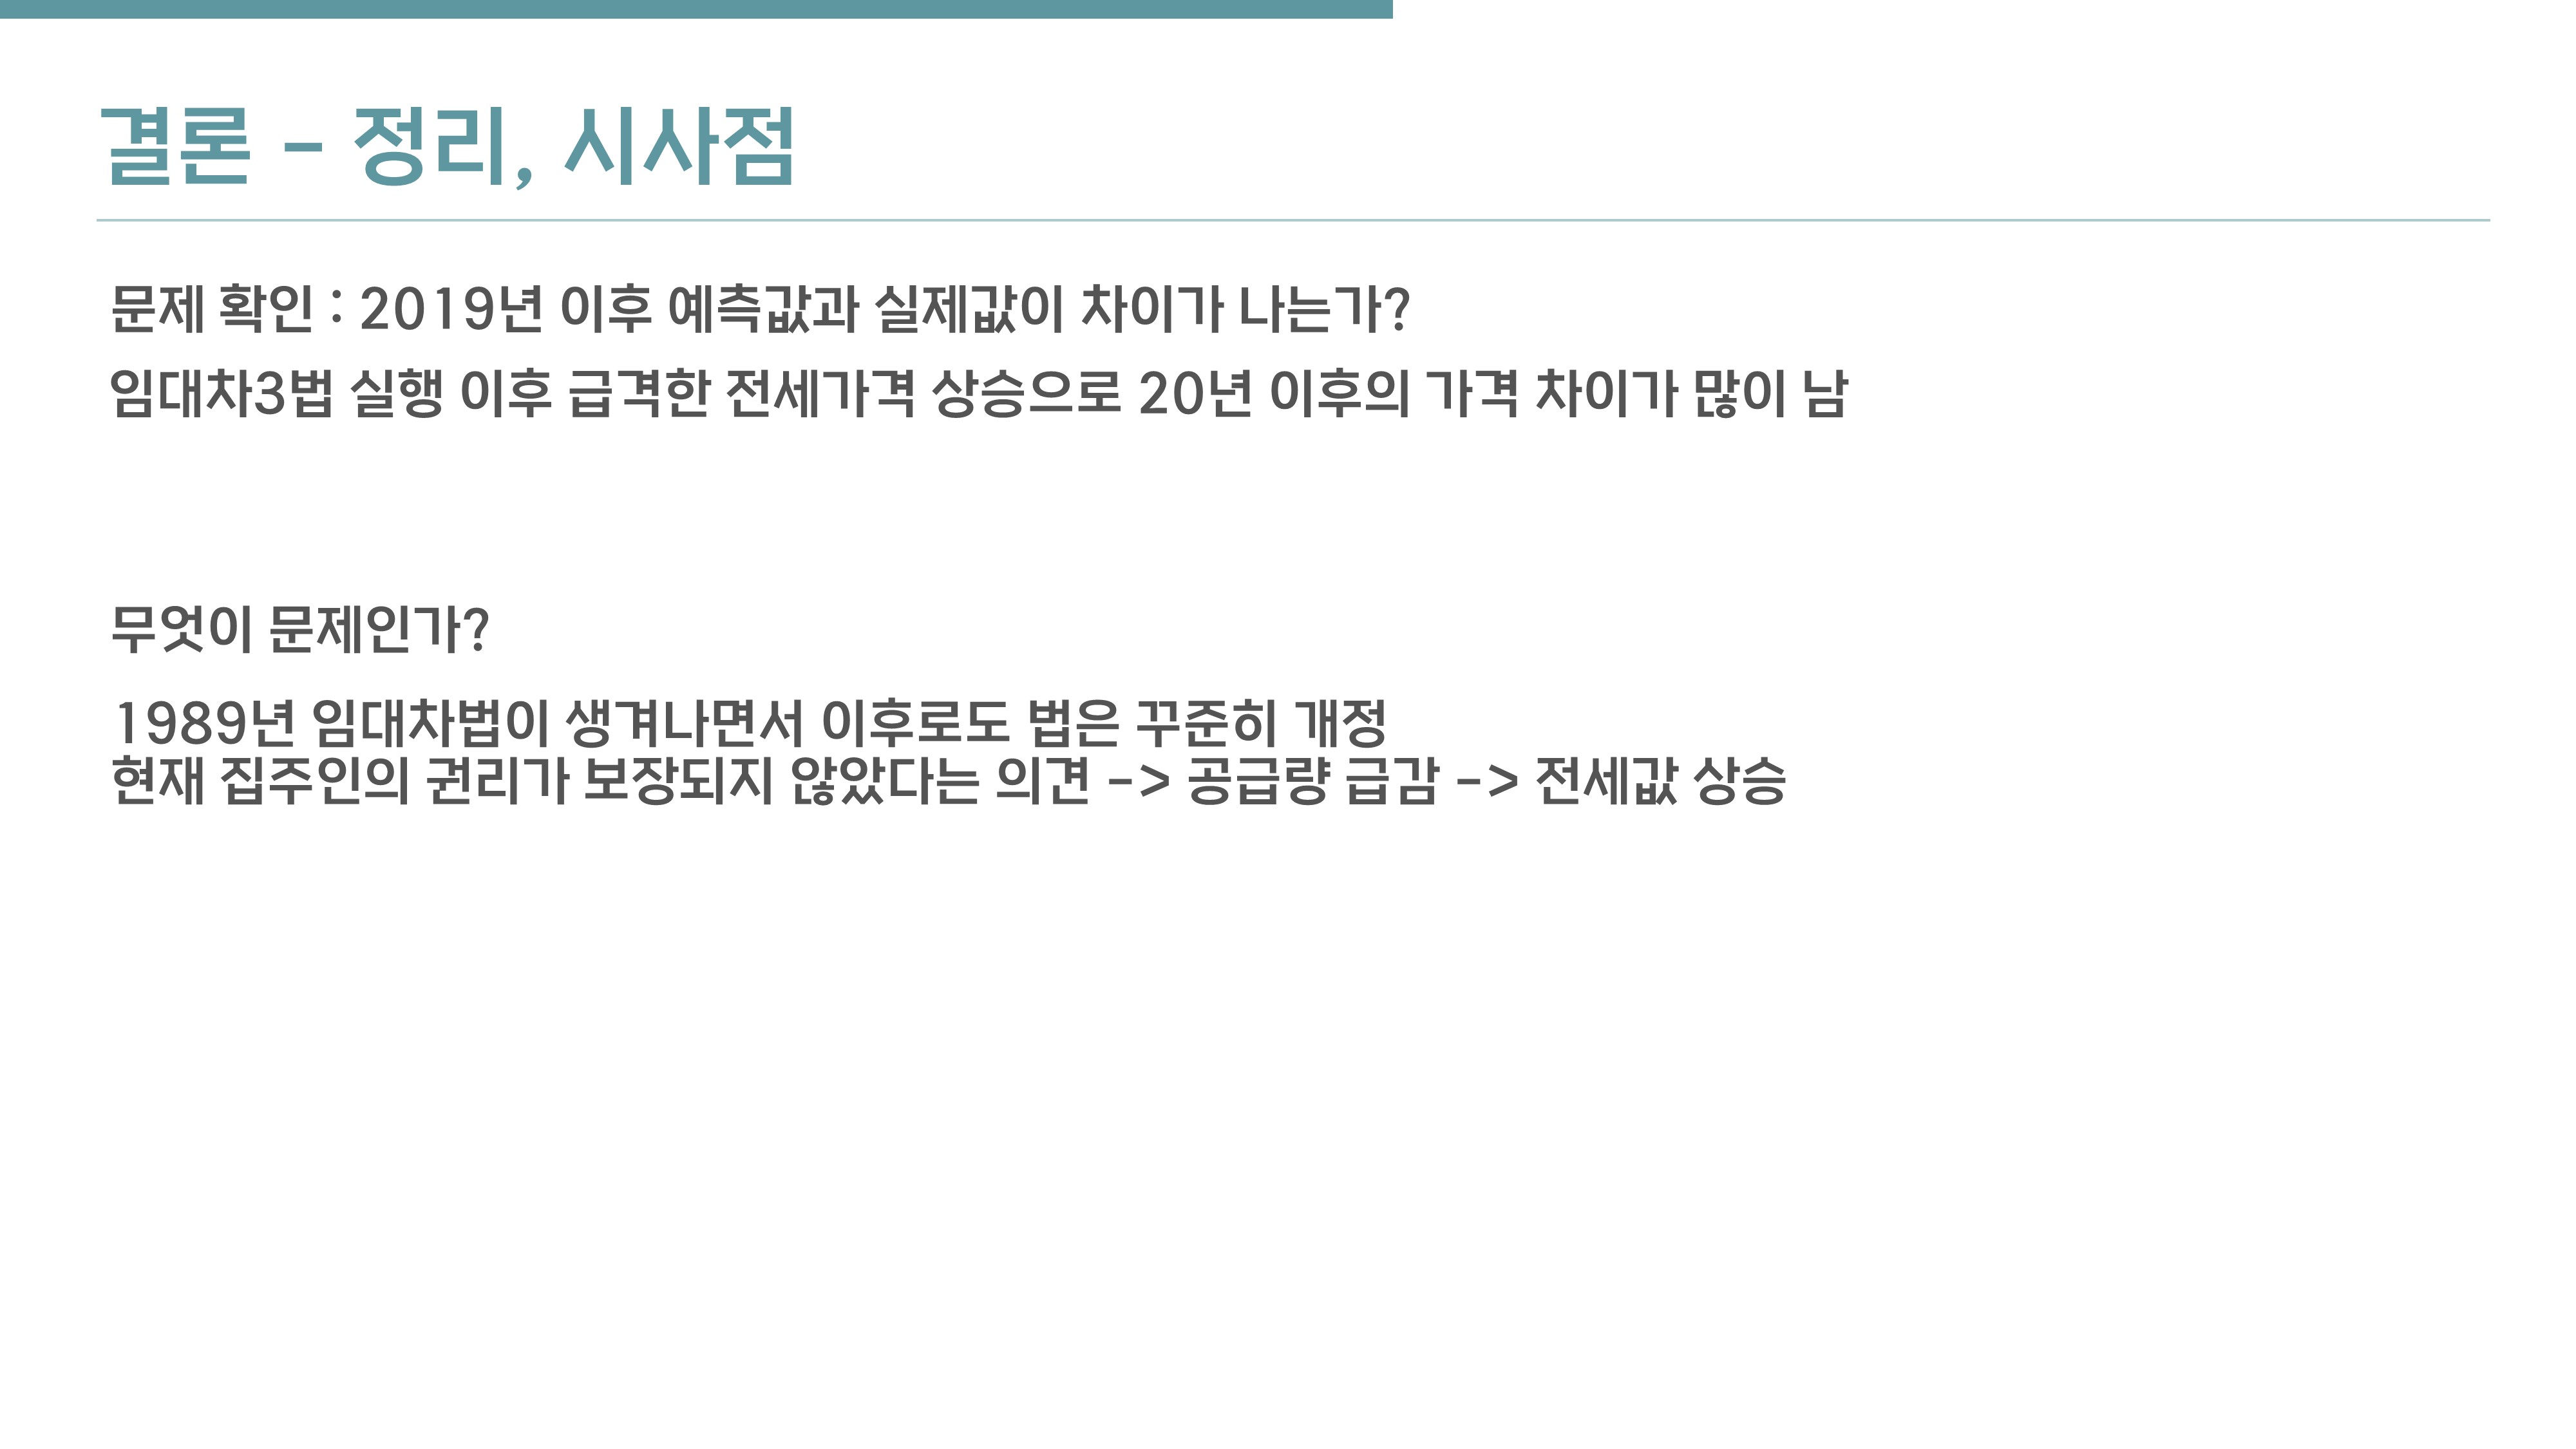 결론 - 정리, 시사점
문제 확인 : 2019년 이후 예측값과 실제값이 차이가 나는가?
임대차3법 실행 이후 급격한 전세가격 상승으로 20년 이후의 가격 차이가 많이 남
무엇이 문제인가?
1989년 임대차법이 생겨나면서 이후로도 법은 꾸준히 개정
현재 집주인의 권리가 보장되지 않았다는 의견 -> 공급량 급감 -> 전세값 상승